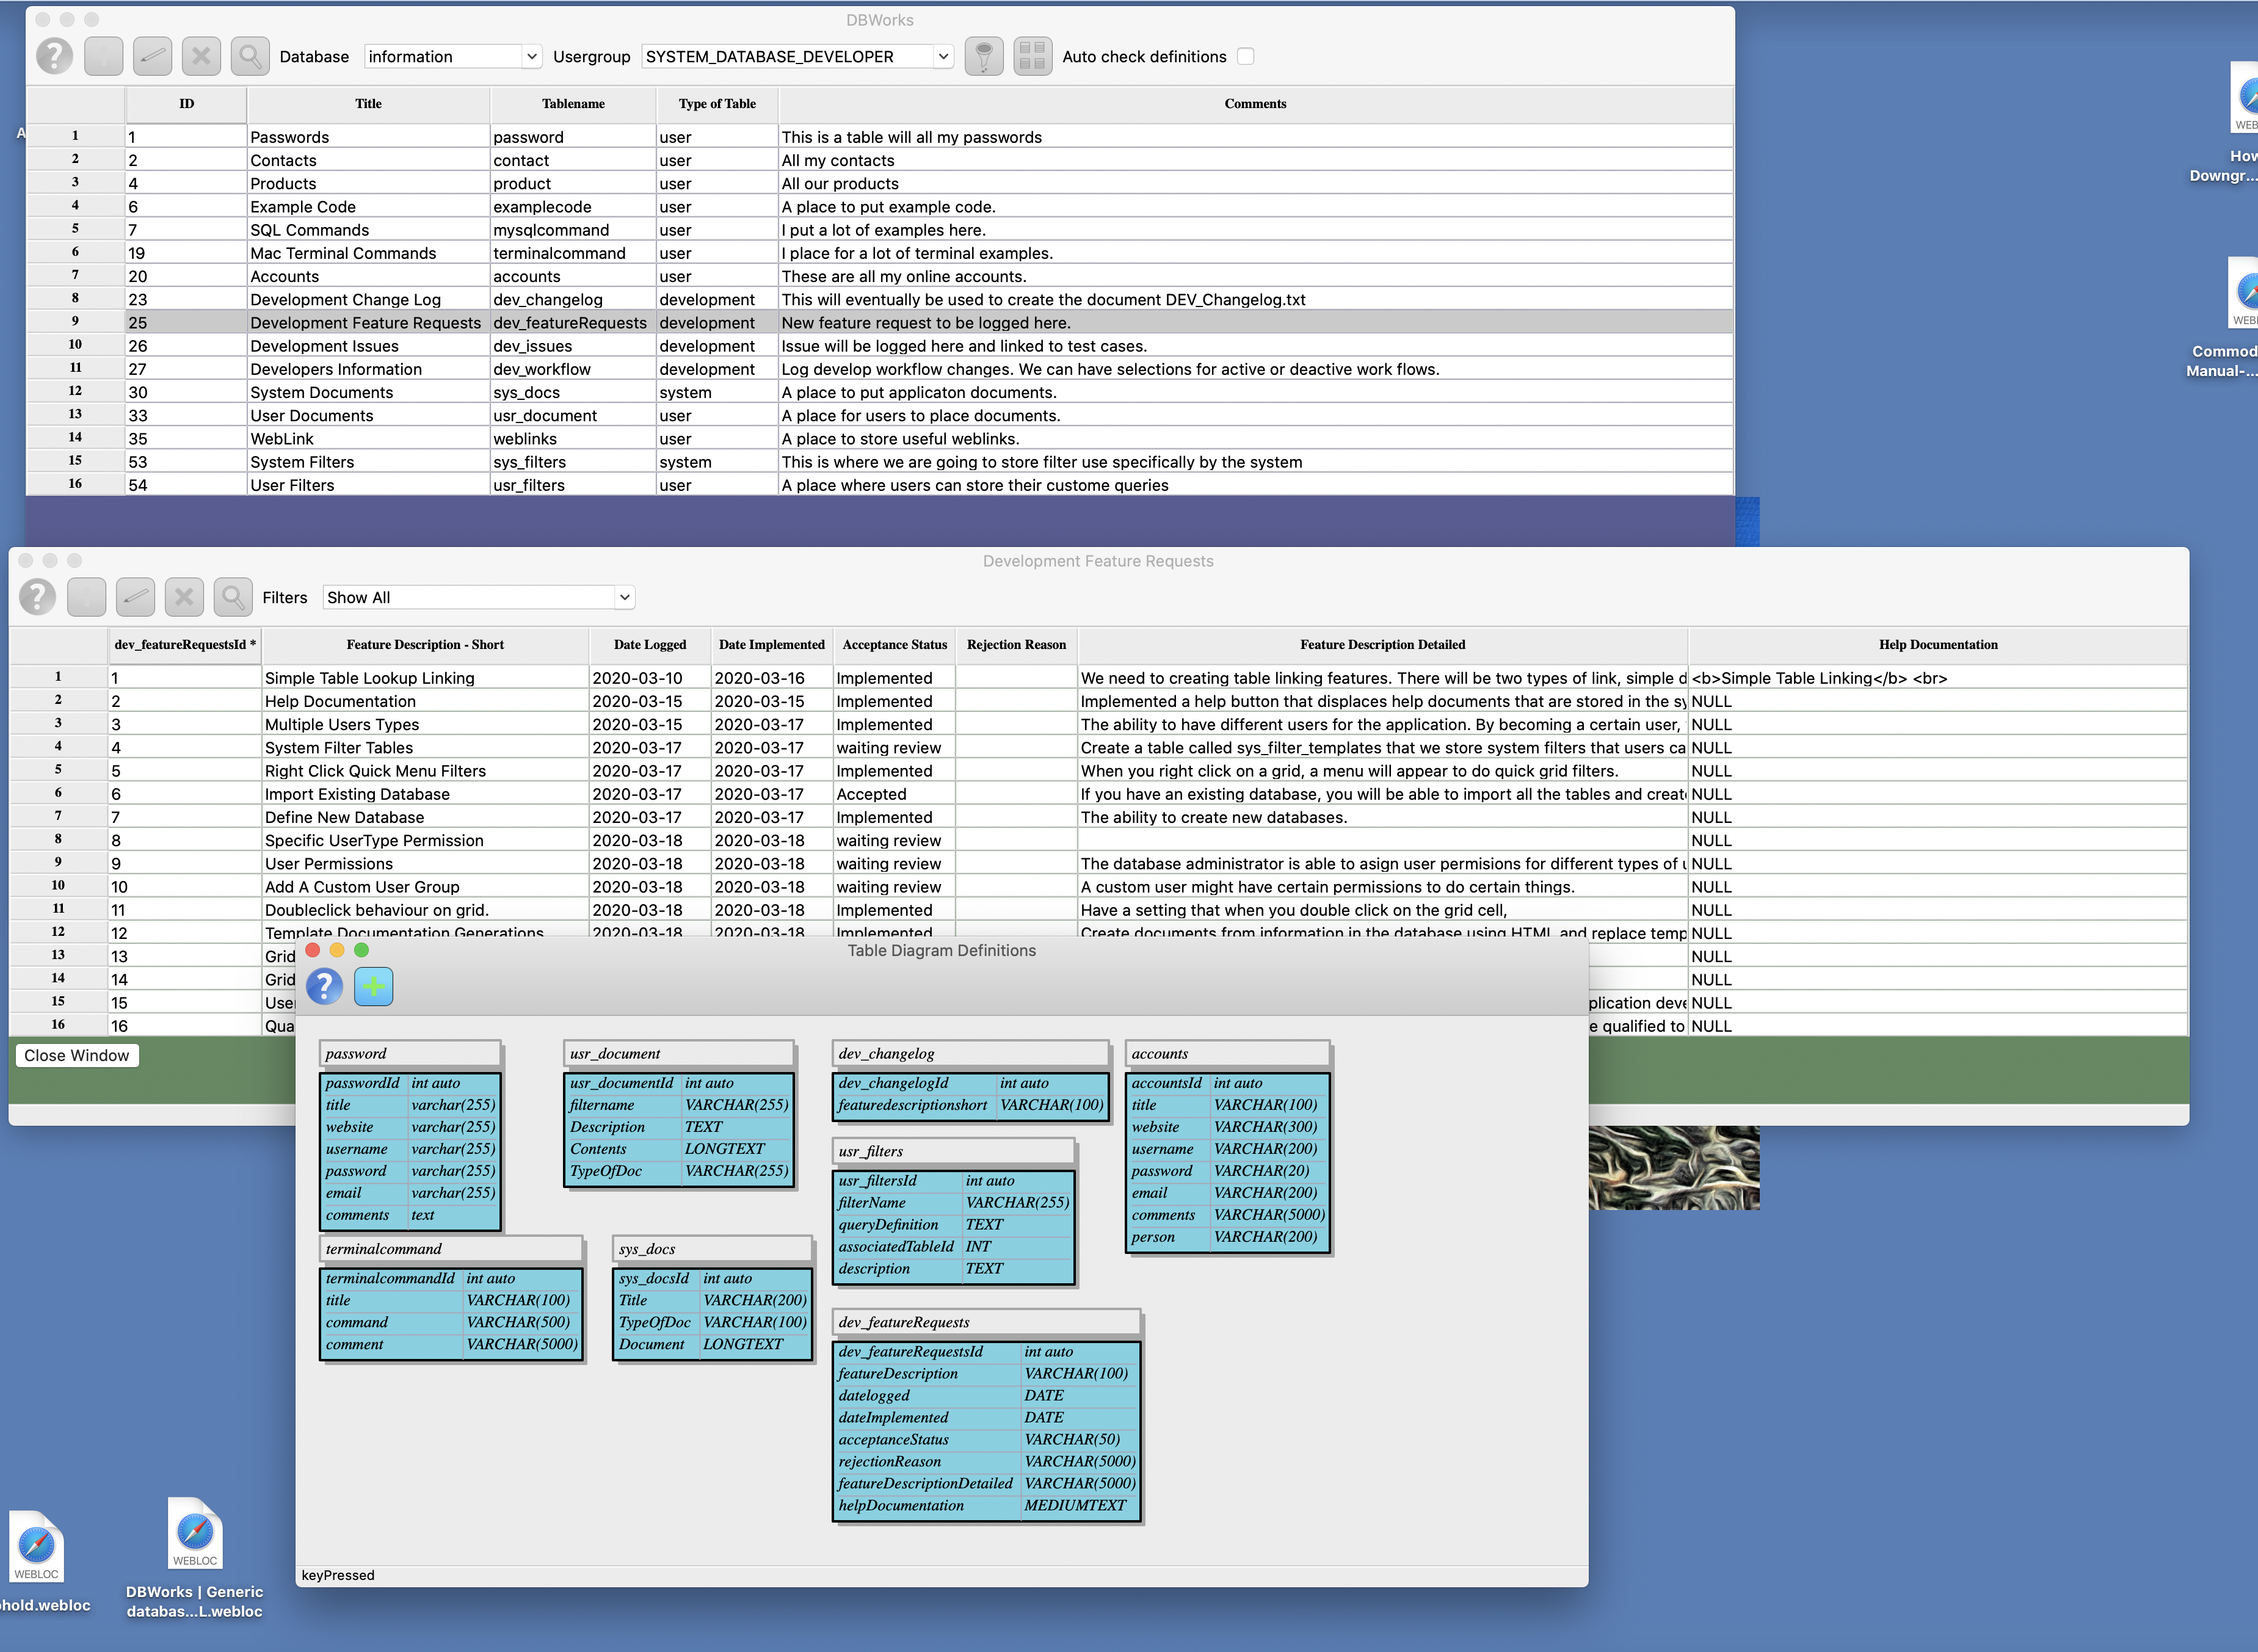 DBWorks
Database information Usergroup SYSTEM_DATABASE_DEVELOPER Auto check definitions
ID Title Tablename Type of Table Comments
1 1 Passwords password user This is a table will all my passwords
2 2 Contacts contact user All my contacts
3 4 Products product user All our products
4 6 Example Code examplecode user A place to put example code.
5 7 SQL Commands mysqlcommand user I put a lot of examples here.
6 19 Mac Terminal Commands terminalcommand user I place for a lot of terminal examples.
7 20 Accounts accounts user These are all my online accounts.
8 23 Development Change Log dev_changelog development This will eventually be used to create the document DEV_Changelog.txt
9 25 Development Feature Requests dev_featureRequests development New feature request to be logged here.
10 26 Development Issues dev_issues development Issue will be logged here and linked to test cases.
11 27 Developers Information dev_workflow development Log develop workflow changes. We can have selections for active or deactive work flows.
12 30 System Documents sys_docs system A place to put applicaton documents.
13 33 User Documents usr_document user A place for users to place documents.
14 35 WebLink weblinks user A place to store useful weblinks.
15 53 System Filters sys_filters system This is where we are going to store filter use specifically by the system
16 54 User Filters usr_filters user A place where users can store their custome queries
Development Feature Requests
Filters Show All
dev_featureRequestsId * Feature Description - Short Date Logged Date Implemented Acceptance Status Rejection Reason Feature Description Detailed Help Documentation
1 1 Simple Table Lookup Linking 2020-03-10 2020-03-16 Implemented We need to creating table linking features. There will be two types of link, simple d <b>Simple Table Linking</b> <br>
2 2 Help Documentation 2020-03-15 2020-03-15 Implemented Implemented a help button that displaces help documents that are stored in the sy NULL
3 3 Multiple Users Types 2020-03-15 2020-03-17 Implemented The ability to have different users for the application. By becoming a certain user, NULL
4 4 System Filter Tables 2020-03-17 2020-03-17 waiting review Create a table called sys_filter_templates that we store system filters that users ca NULL
5 5 Right Click Quick Menu Filters 2020-03-17 2020-03-17 Implemented When you right click on a grid, a menu will appear to do quick grid filters. NULL
6 6 Import Existing Database 2020-03-17 2020-03-17 Accepted If you have an existing database, you will be able to import all the tables and creat NULL
7 7 Define New Database 2020-03-17 2020-03-17 Implemented The ability to create new databases. NULL
8 8 Specific UserType Permission 2020-03-18 2020-03-18 waiting review NULL
9 9 User Permissions 2020-03-18 2020-03-18 waiting review The database administrator is able to asign user permisions for different types of u NULL
10 10 Add A Custom User Group 2020-03-18 2020-03-18 waiting review A custom user might have certain permissions to do certain things. NULL
11 11 Doubleclick behaviour on grid. 2020-03-18 2020-03-18 Implemented Have a setting that when you double click on the grid cell, NULL
12 12 Template Documentation Generations 2020-03-18 2020-03-18 Implemented Create documents from information in the database using HTML and replace temp NULL
13 13 Grid NULL
14 14 Grid NULL
15 15 User plication deve NULL
16 16 Qua e qualified to NULL
Close Window
Table Diagram Definitions
password
passwordId int auto
title varchar(255)
website varchar(255)
username varchar(255)
password varchar(255)
email varchar(255)
comments text
usr_document
usr_documentId int auto
filtername VARCHAR(255)
Description TEXT
Contents LONGTEXT
TypeOfDoc VARCHAR(255)
dev_changelog
dev_changelogId int auto
featuredescriptionshort VARCHAR(100)
accounts
accountsId int auto
title VARCHAR(100)
website VARCHAR(300)
username VARCHAR(200)
password VARCHAR(20)
email VARCHAR(200)
comments VARCHAR(5000)
person VARCHAR(200)
usr_filters
usr_filtersId int auto
filterName VARCHAR(255)
queryDefinition TEXT
associatedTableId INT
description TEXT
terminalcommand
terminalcommandId int auto
title VARCHAR(100)
command VARCHAR(500)
comment VARCHAR(5000)
sys_docs
sys_docsId int auto
Title VARCHAR(200)
TypeOfDoc VARCHAR(100)
Document LONGTEXT
dev_featureRequests
dev_featureRequestsId int auto
featureDescription VARCHAR(100)
datelogged DATE
dateImplemented DATE
acceptanceStatus VARCHAR(50)
rejectionReason VARCHAR(5000)
featureDescriptionDetailed VARCHAR(5000)
helpDocumentation MEDIUMTEXT
keyPressed
A
WEB
How
Downgr...
WEB
Commod
Manual-...
WEBLOC
hold.webloc
WEBLOC
DBWorks | Generic
databas...L.webloc